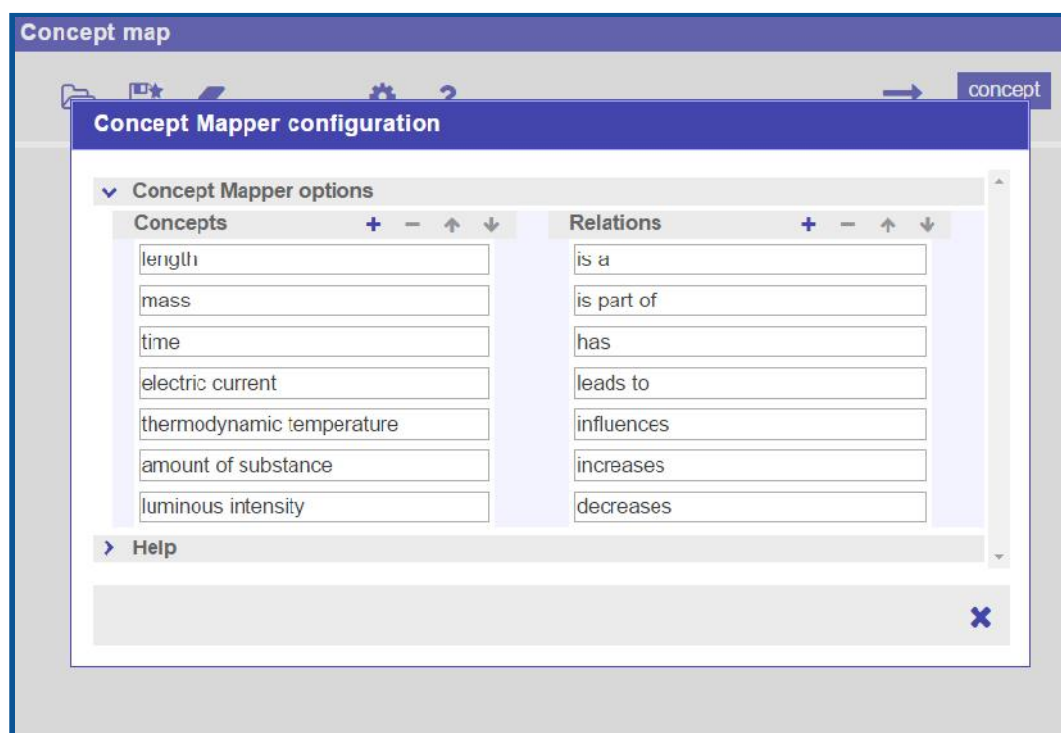 Concept map
?
concept
Concept Mapper configuration
Concept Mapper options
Concepts + −
Relations + −
length
is a
mass
is part of
time
has
electric current
leads to
thermodynamic temperature
influences
amount of substance
increases
luminous intensity
decreases
Help